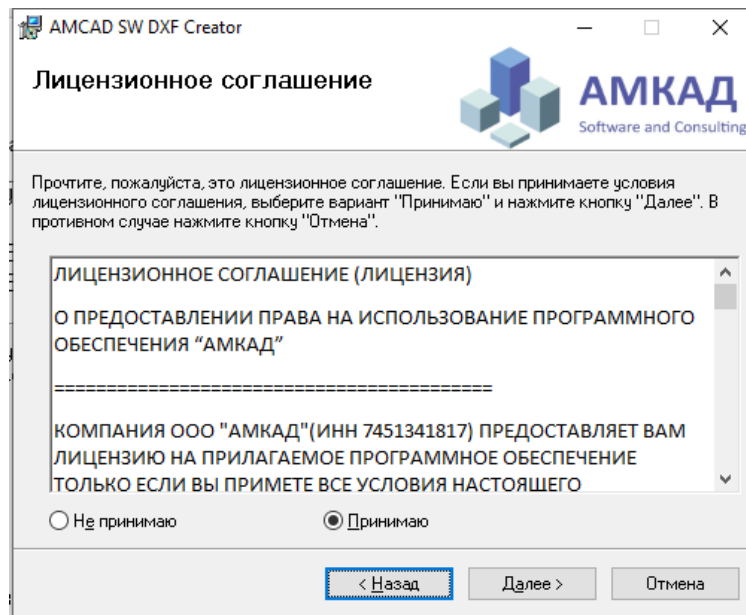 AMCAD SW DXF Creator
Лицензионное соглашение
АМКАД
Software and Consulting
Прочтите, пожалуйста, это лицензионное соглашение. Если вы принимаете условия
лицензионного соглашения, выберите вариант "Принимаю" и нажмите кнопку "Далее". В
противном случае нажмите кнопку "Отмена".
ЛИЦЕНЗИОННОЕ СОГЛАШЕНИЕ (ЛИЦЕНЗИЯ)
О ПРЕДОСТАВЛЕНИИ ПРАВА НА ИСПОЛЬЗОВАНИЕ ПРОГРАММНОГО
ОБЕСПЕЧЕНИЯ “АМКАД”
==========================================
КОМПАНИЯ ООО "АМКАД"(ИНН 7451341817) ПРЕДОСТАВЛЯЕТ ВАМ
ЛИЦЕНЗИЮ НА ПРИЛАГАЕМОЕ ПРОГРАММНОЕ ОБЕСПЕЧЕНИЕ
ТОЛЬКО ЕСЛИ ВЫ ПРИМЕТЕ ВСЕ УСЛОВИЯ НАСТОЯЩЕГО
Не принимаю Принимаю
< Назад Далее > Отмена